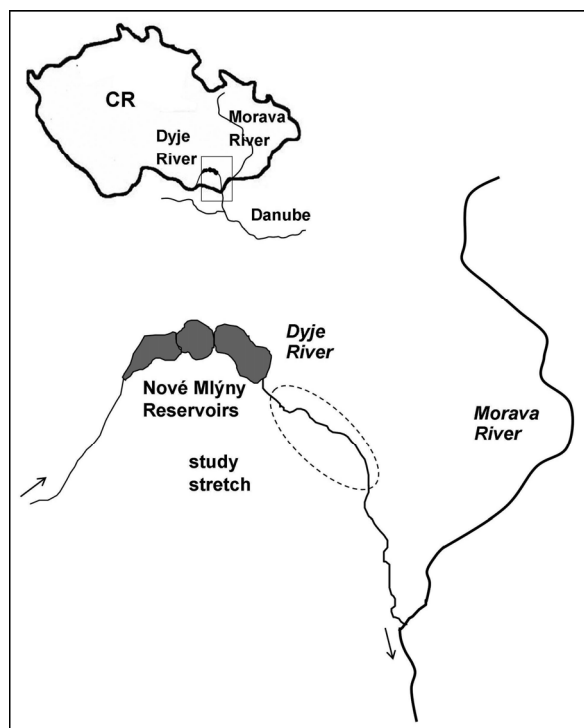 CR
Morava
River
Dyje
River
Danube
Dyje
River
Nové Mlýny
Reservoirs
Morava
River
study
stretch